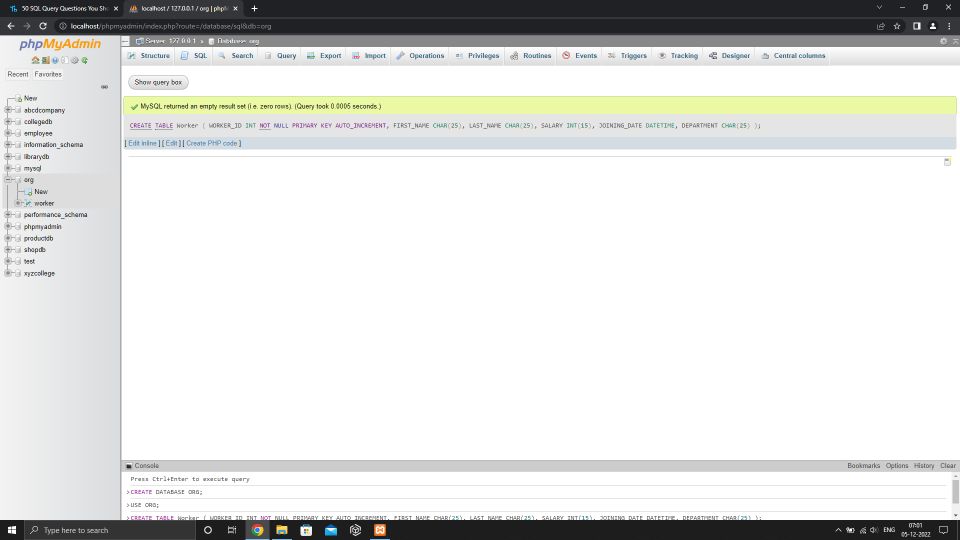 50 SQL Query Questions You Sho
localhost / 127.0.0.1 / org | phpM
localhost/phpmyadmin/index.php?route=/database/sql&db=org
phpMyAdmin
Recent Favorites
New
abcdcompany
collegedb
employee
information_schema
librarydb
mysql
org
New
worker
performance_schema
phpmyadmin
productdb
shopdb
test
xyzcollege
Server: 127.0.0.1 » Database: org
Structure SQL Search Query Export Import Operations Privileges Routines Events Triggers Tracking Designer Central columns
Show query box
MySQL returned an empty result set (i.e. zero rows). (Query took 0.0005 seconds.)
CREATE TABLE Worker ( WORKER_ID INT NOT NULL PRIMARY KEY AUTO_INCREMENT, FIRST_NAME CHAR(25), LAST_NAME CHAR(25), SALARY INT(15), JOINING_DATE DATETIME, DEPARTMENT CHAR(25) );
[ Edit inline ] [ Edit ] [ Create PHP code ]
Console Bookmarks Options History Clear
Press Ctrl+Enter to execute query
>CREATE DATABASE ORG;
>USE ORG;
>CREATE TABLE Worker ( WORKER_ID INT NOT NULL PRIMARY KEY AUTO_INCREMENT, FIRST_NAME CHAR(25), LAST_NAME CHAR(25), SALARY INT(15), JOINING_DATE DATETIME, DEPARTMENT CHAR(25) );
Type here to search
ENG
07:01
05-12-2022